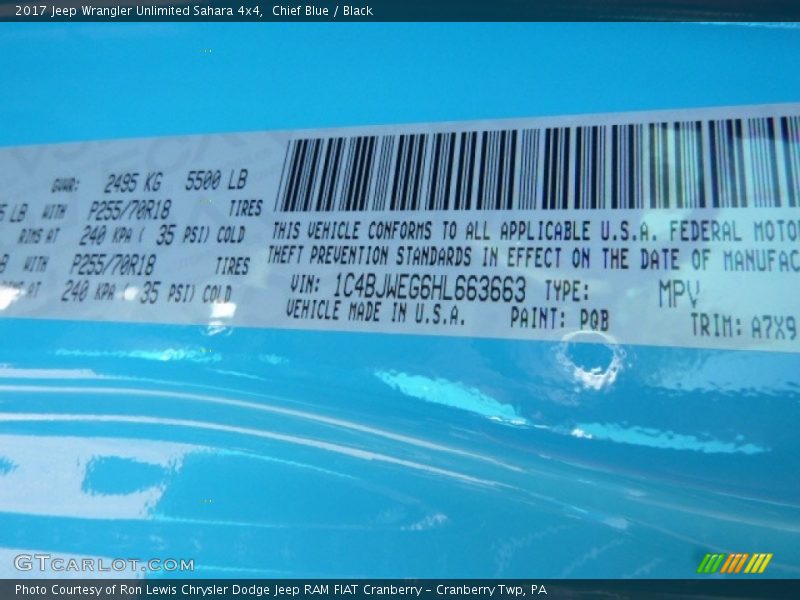 2017 Jeep Wrangler Unlimited Sahara 4x4, Chief Blue / Black
GVWR: 2495 KG 5500 LB
LB WITH P255/70R18 TIRES
RIMS AT 240 KPA ( 35 PSI) COLD
WITH P255/70R18 TIRES
AT 240 KPA ( 35 PSI) COLD
THIS VEHICLE CONFORMS TO ALL APPLICABLE U.S.A. FEDERAL MOTO
THEFT PREVENTION STANDARDS IN EFFECT ON THE DATE OF MANUFAC
VIN: 1C4BJWEG6HL663663 TYPE: MPV
VEHICLE MADE IN U.S.A. PAINT: PQB TRIM: A7X9
GTCARLOT.COM
Photo Courtesy of Ron Lewis Chrysler Dodge Jeep RAM FIAT Cranberry – Cranberry Twp, PA